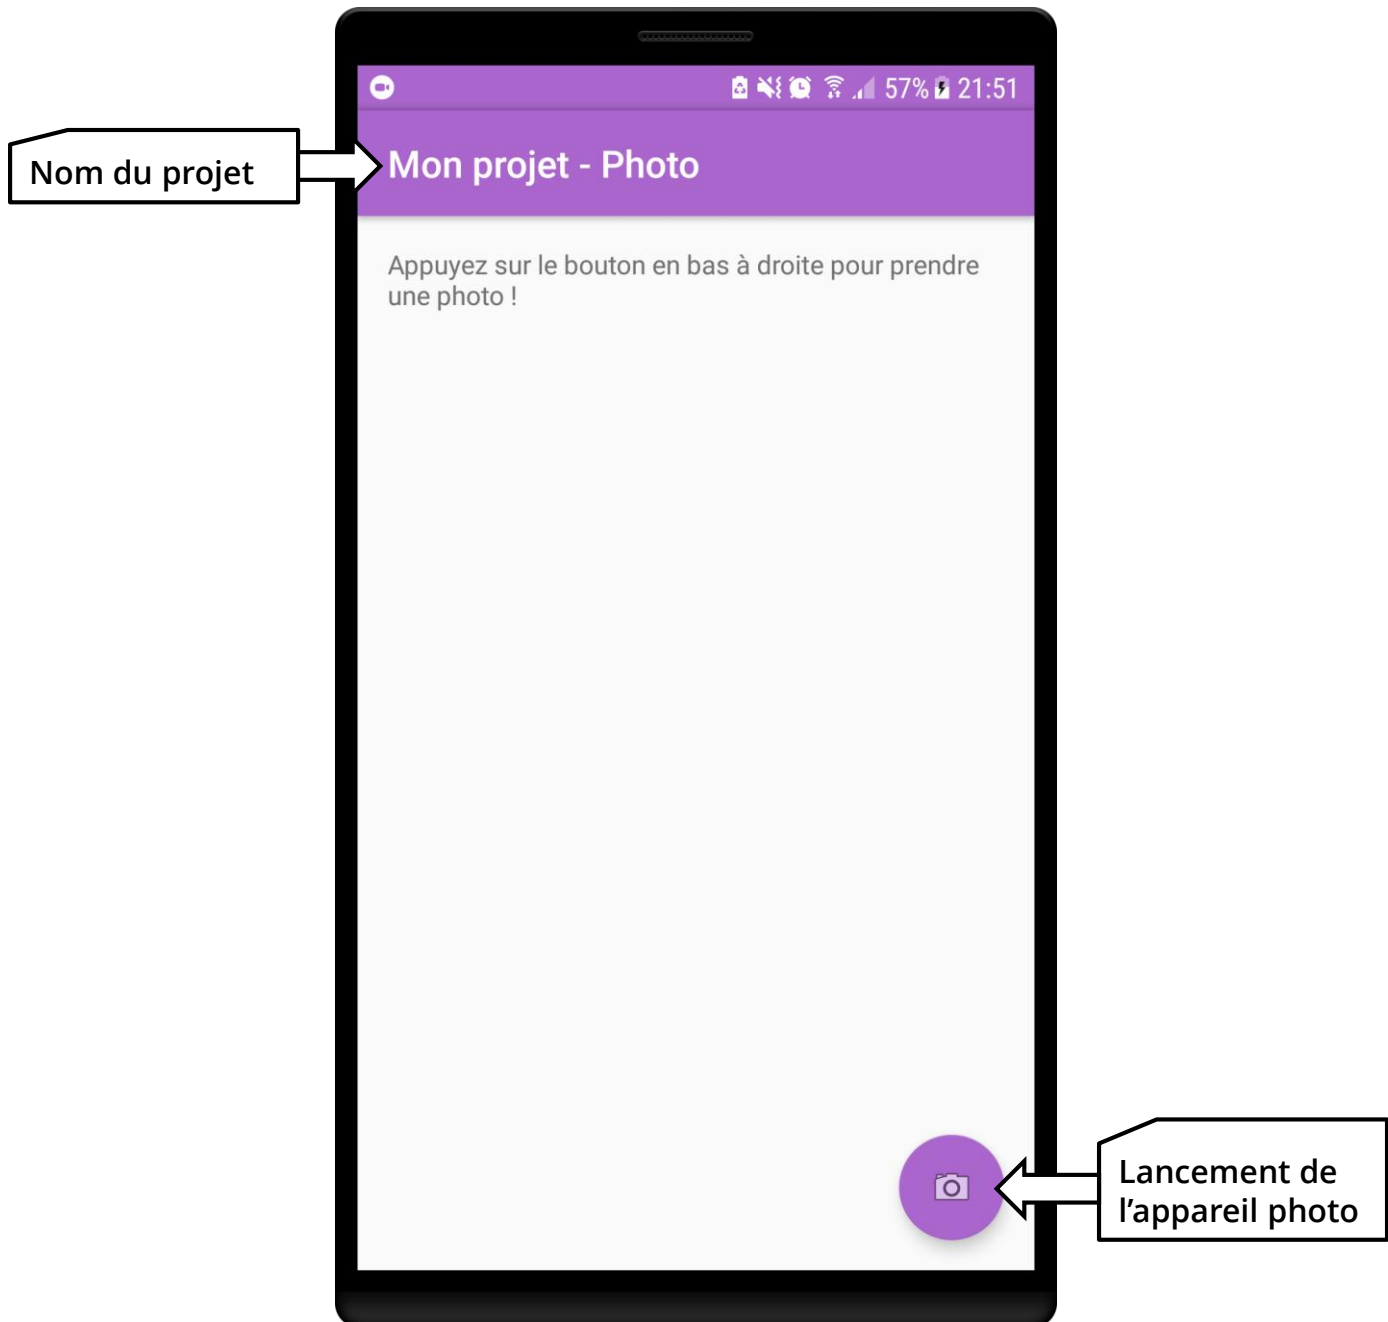 57% 21:51
Nom du projet
Mon projet - Photo
Appuyez sur le bouton en bas à droite pour prendre
une photo !
Lancement de
l’appareil photo